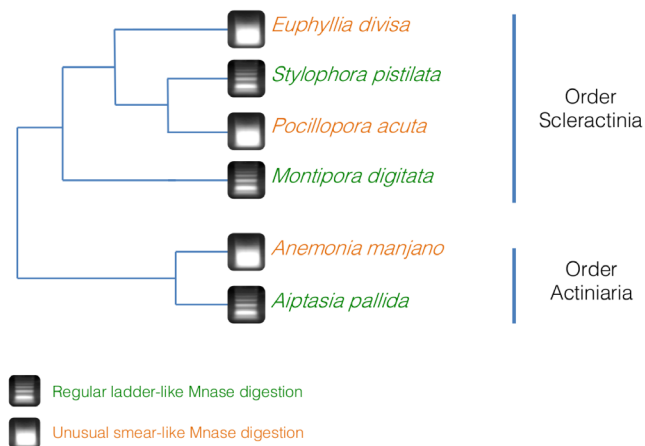 Euphyllia divisa
Stylophora pistilata
Pocillopora acuta
Montipora digitata
Order
Scleractinia
Anemonia manjano
Aiptasia pallida
Order
Actiniaria
Regular ladder-like Mnase digestion
Unusual smear-like Mnase digestion